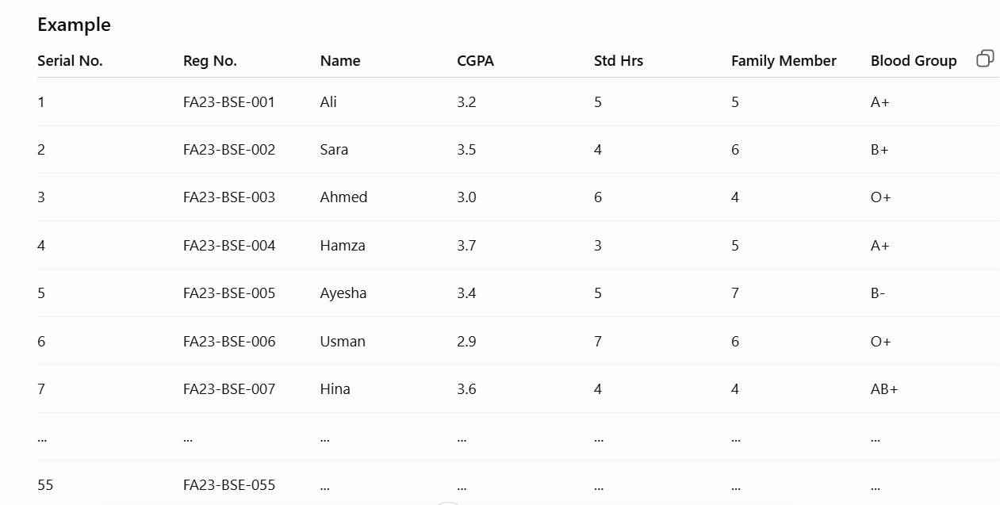 Example
Serial No. Reg No. Name CGPA Std Hrs Family Member Blood Group
1 FA23-BSE-001 Ali 3.2 5 5 A+
2 FA23-BSE-002 Sara 3.5 4 6 B+
3 FA23-BSE-003 Ahmed 3.0 6 4 O+
4 FA23-BSE-004 Hamza 3.7 3 5 A+
5 FA23-BSE-005 Ayesha 3.4 5 7 B-
6 FA23-BSE-006 Usman 2.9 7 6 O+
7 FA23-BSE-007 Hina 3.6 4 4 AB+
... ... ... ... ... ... ...
55 FA23-BSE-055 ... ... ... ... ...